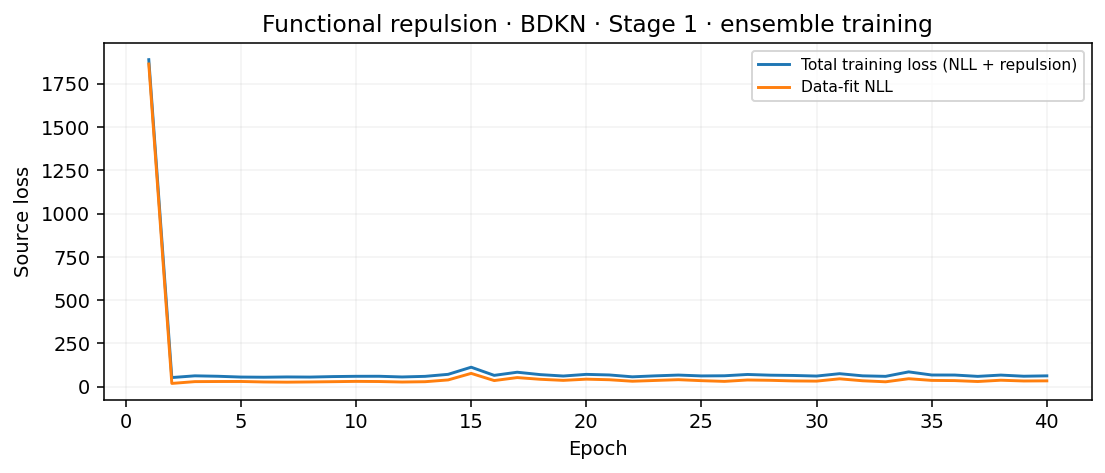 Functional repulsion · BDKN · Stage 1 · ensemble training
Total training loss (NLL + repulsion)
Data-fit NLL
Source loss
1750
1500
1250
1000
750
500
250
0
0 5 10 15 20 25 30 35 40
Epoch